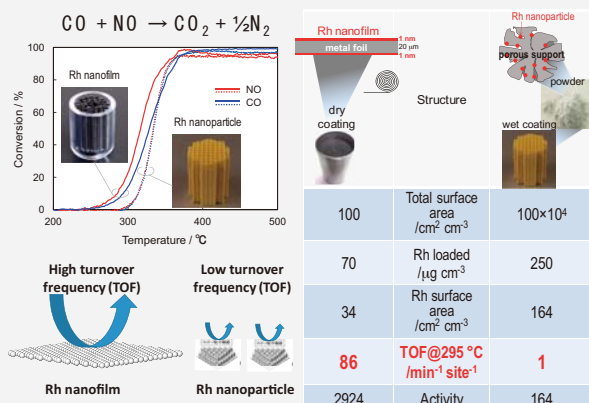 CO + NO → CO₂ + ½N₂
Conversion / %
100
80
60
40
20
0
Rh nanofilm
NO
CO
Rh nanoparticle
200
300
400
500
Temperature / ℃
High turnover
frequency (TOF)
Low turnover
frequency (TOF)
Rh nanofilm
Rh nanoparticle
Rh nanofilm
1 nm
metal foil
20 μm
1 nm
Structure
dry
coating
Rh nanoparticle
porous support
powder
wet coating
100
Total surface
area
/cm² cm⁻³
100×10⁴
70
Rh loaded
/μg cm⁻³
250
34
Rh surface
area
/cm² cm⁻³
164
86
TOF@295 °C
/min⁻¹ site⁻¹
1
2924
Activity
164